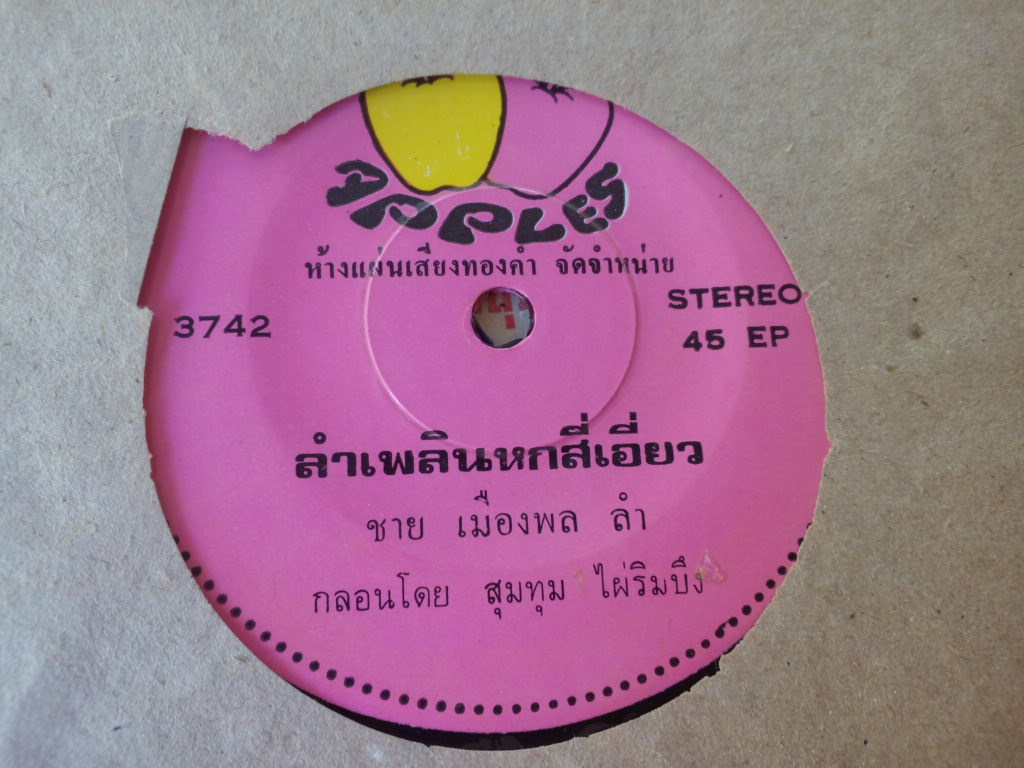 APPLES
ห้างแผ่นเสียงทองคำ จัดจำหน่าย
3742
STEREO
45 EP
ลำเพลินหกสี่เอี่ยว
ชาย เมืองพล ลำ
กลอนโดย สุมทุม ไผ่ริมบึง